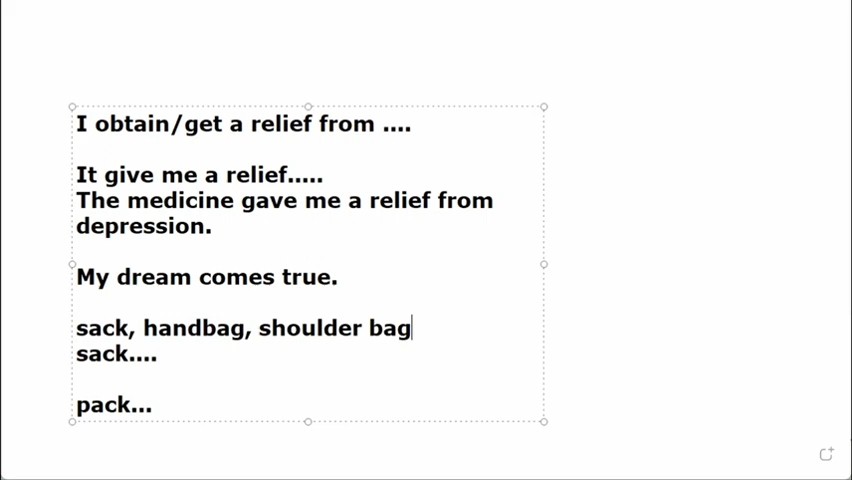 I obtain/get a relief from ....
It give me a relief.....
The medicine gave me a relief from
depression.
My dream comes true.
sack, handbag, shoulder bag
sack....
pack...